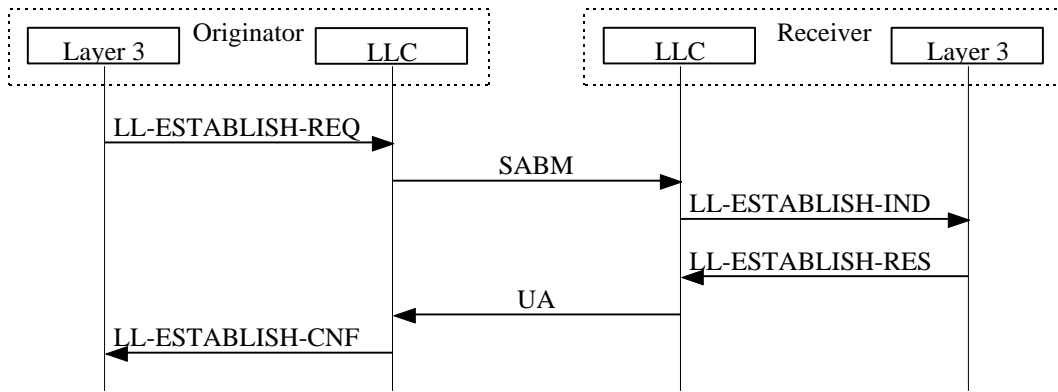 Originator Receiver
Layer 3 LLC LLC Layer 3
LL-ESTABLISH-REQ
SABM
LL-ESTABLISH-IND
LL-ESTABLISH-RES
UA
LL-ESTABLISH-CNF